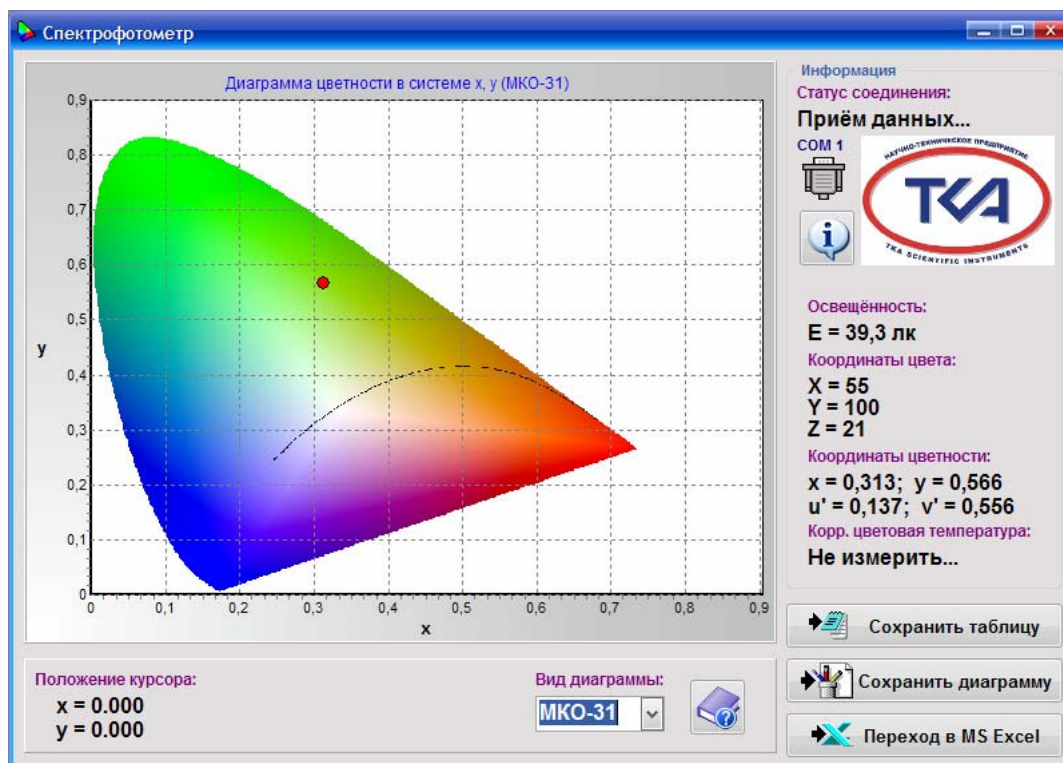 Спектрофотометр
Диаграмма цветности в системе x, y (МКО-31)
0,9
0,8
0,7
0,6
0,5
0,4
0,3
0,2
0,1
0
y
0 0,1 0,2 0,3 0,4 0,5 0,6 0,7 0,8 0,9
x
Информация
Статус соединения:
Приём данных...
COM 1
НАУЧНО-ТЕХНИЧЕСКОЕ ПРЕДПРИЯТИЕ
ТКА
TKA SCIENTIFIC INSTRUMENTS
Освещённость:
E = 39,3 лк
Координаты цвета:
X = 55
Y = 100
Z = 21
Координаты цветности:
x = 0,313; y = 0,566
u' = 0,137; v' = 0,556
Корр. цветовая температура:
Не измерить...
Сохранить таблицу
Сохранить диаграмму
Переход в MS Excel
Положение курсора:
x = 0.000
y = 0.000
Вид диаграммы:
МКО-31